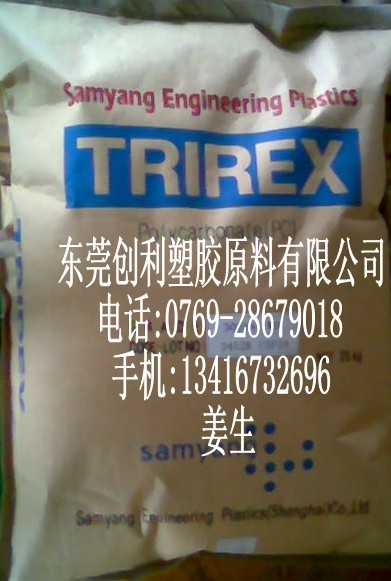 Samyang Engineering Plastics
TRIREX
Polycarbonate(PC)
东莞创利塑胶原料有限公司
电话:0769-28679018
手机:13416732696
姜生
samyang
Samyang Engineering Plastics(Shanghai)Co.,Ltd